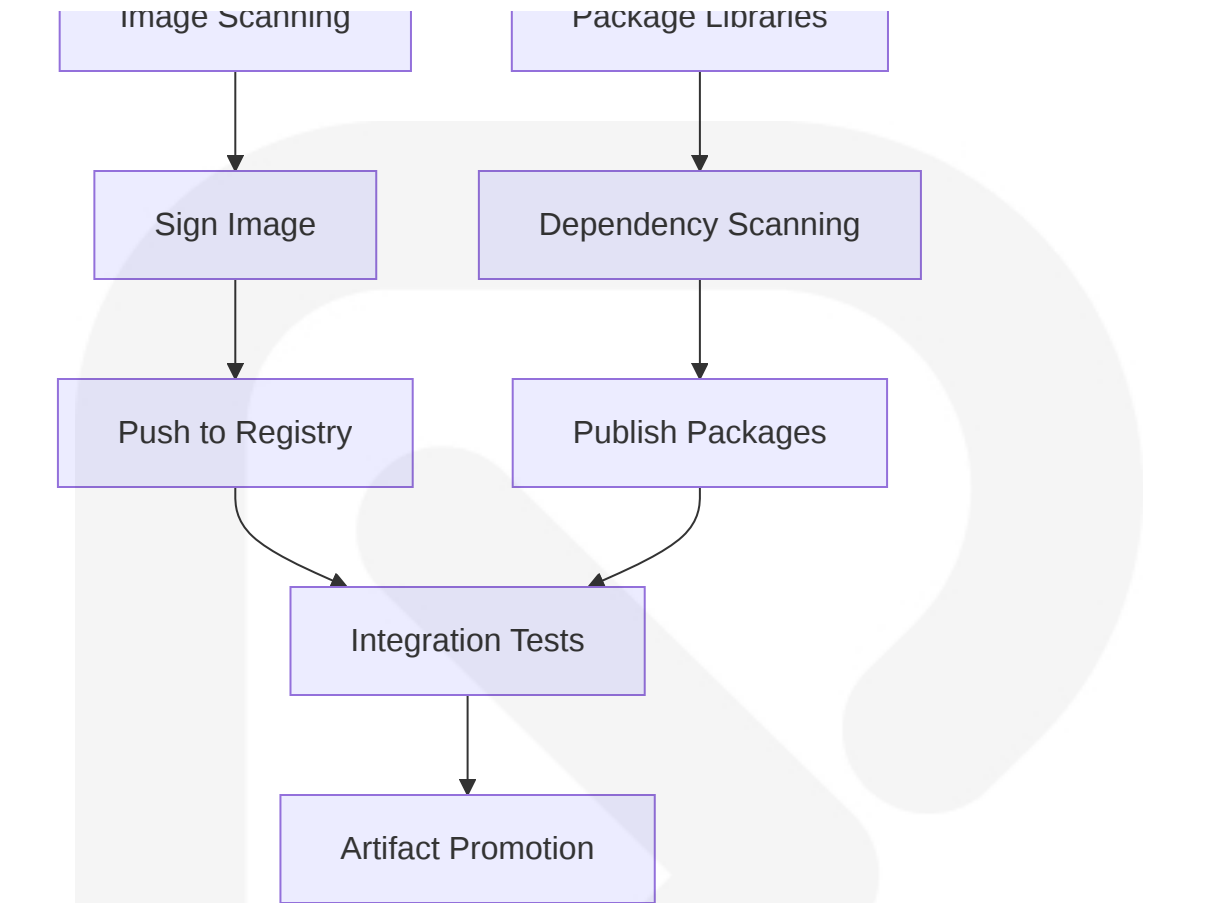 Image Scanning
Package Libraries
Sign Image
Dependency Scanning
Push to Registry
Publish Packages
Integration Tests
Artifact Promotion